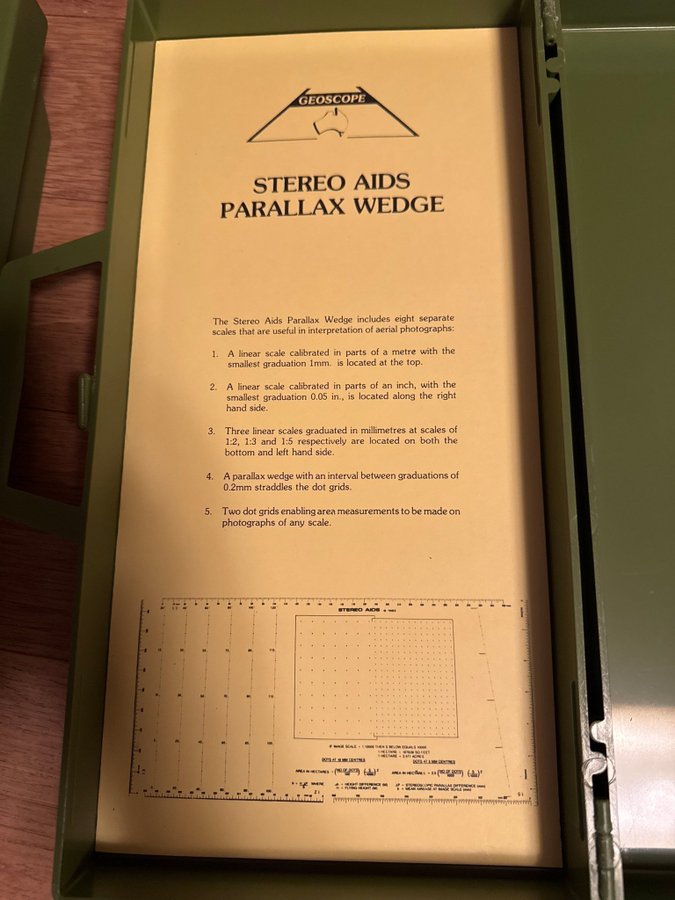 GEOSCOPE
STEREO AIDS
PARALLAX WEDGE
The Stereo Aids Parallax Wedge includes eight separate
scales that are useful in interpretation of aerial photographs:
1. A linear scale calibrated in parts of a metre with the
smallest graduation 1mm. is located at the top.
2. A linear scale calibrated in parts of an inch, with the
smallest graduation 0.05 in., is located along the right
hand side.
3. Three linear scales graduated in millimetres at scales of
1:2, 1:3 and 1:5 respectively are located on both the
bottom and left hand side.
4. A parallax wedge with an interval between graduations of
0.2mm straddles the dot grids.
5. Two dot grids enabling area measurements to be made on
photographs of any scale.
STEREO AIDS